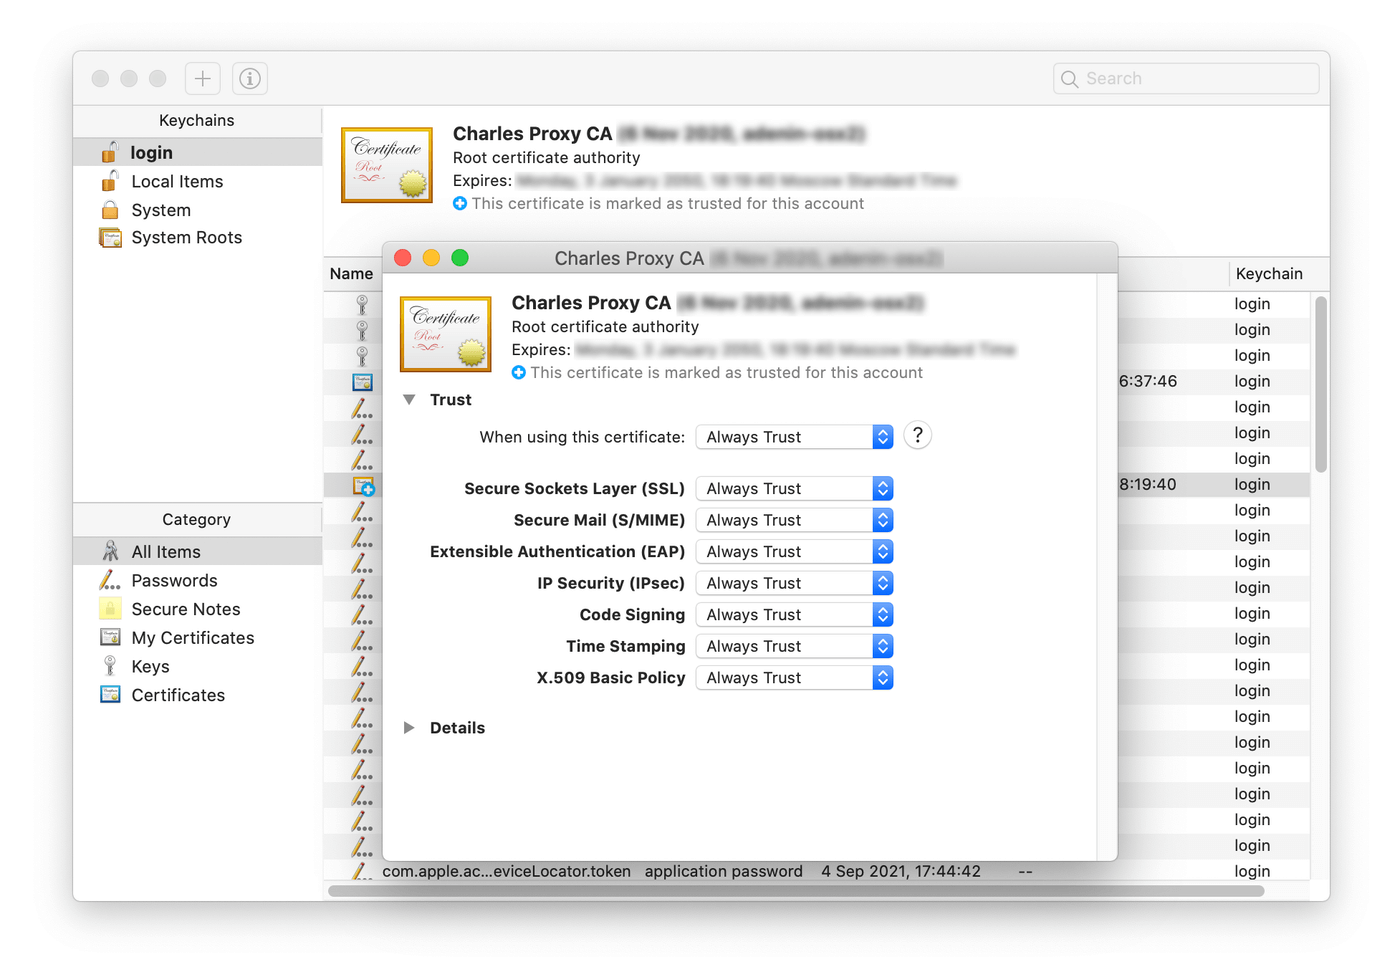 Search
Keychains
login
Local Items
System
System Roots
Category
All Items
Passwords
Secure Notes
My Certificates
Keys
Certificates
Certificate
Root
Charles Proxy CA
Root certificate authority
Expires:
This certificate is marked as trusted for this account
Name
Keychain
login
login
login
6:37:46 login
login
login
login
8:19:40 login
login
login
login
login
login
login
login
login
login
login
login
login
login
login
com.apple.ac...eviceLocator.token application password 4 Sep 2021, 17:44:42 -- login
Charles Proxy CA
Certificate
Root
Charles Proxy CA
Root certificate authority
Expires:
This certificate is marked as trusted for this account
Trust
When using this certificate: Always Trust ?
Secure Sockets Layer (SSL) Always Trust
Secure Mail (S/MIME) Always Trust
Extensible Authentication (EAP) Always Trust
IP Security (IPsec) Always Trust
Code Signing Always Trust
Time Stamping Always Trust
X.509 Basic Policy Always Trust
Details